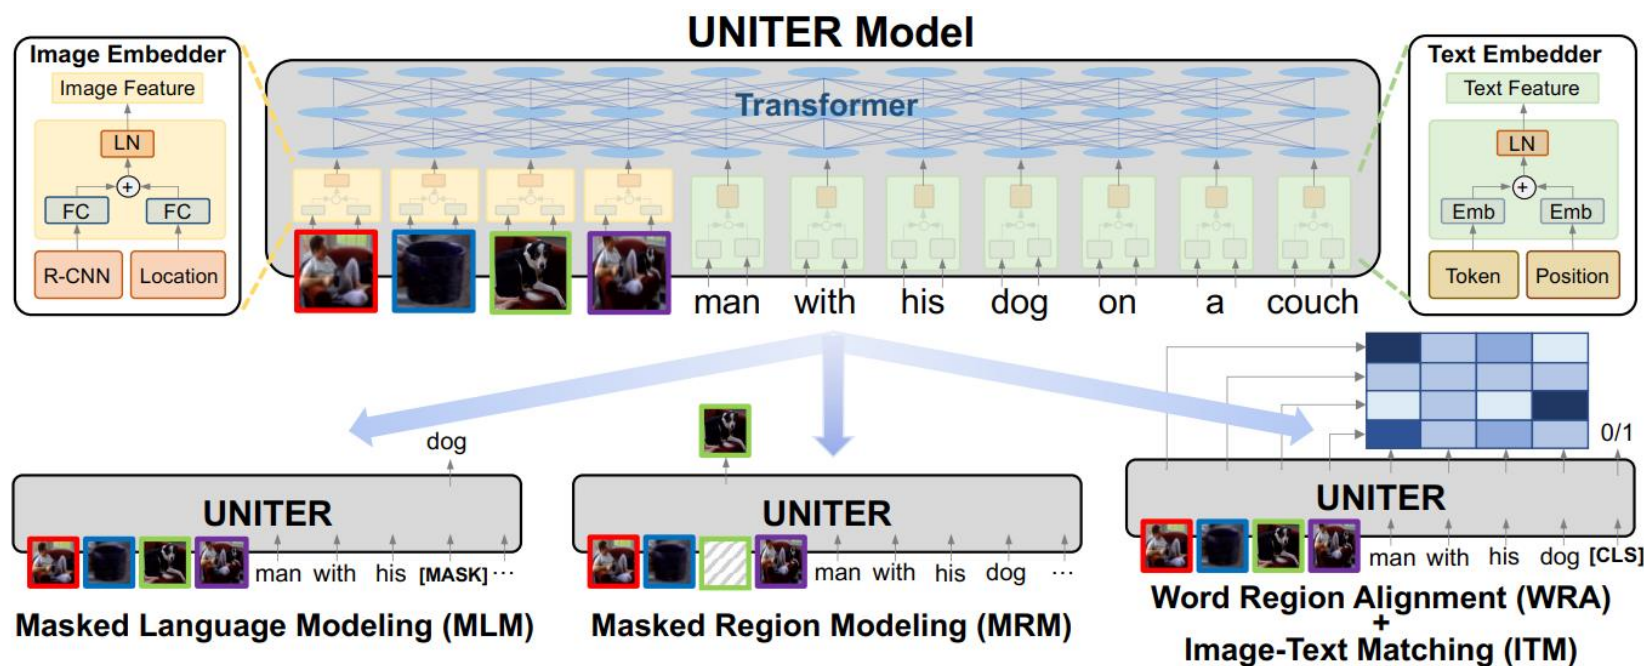 UNITER Model
Image Embedder
Image Feature
LN
+
FC
FC
R-CNN
Location
Transformer
man with his dog on a couch
Text Embedder
Text Feature
LN
+
Emb
Emb
Token
Position
dog
UNITER
man with his [MASK] ...
Masked Language Modeling (MLM)
UNITER
man with his dog ...
Masked Region Modeling (MRM)
0/1
UNITER
man with his dog [CLS]
Word Region Alignment (WRA)
+
Image-Text Matching (ITM)